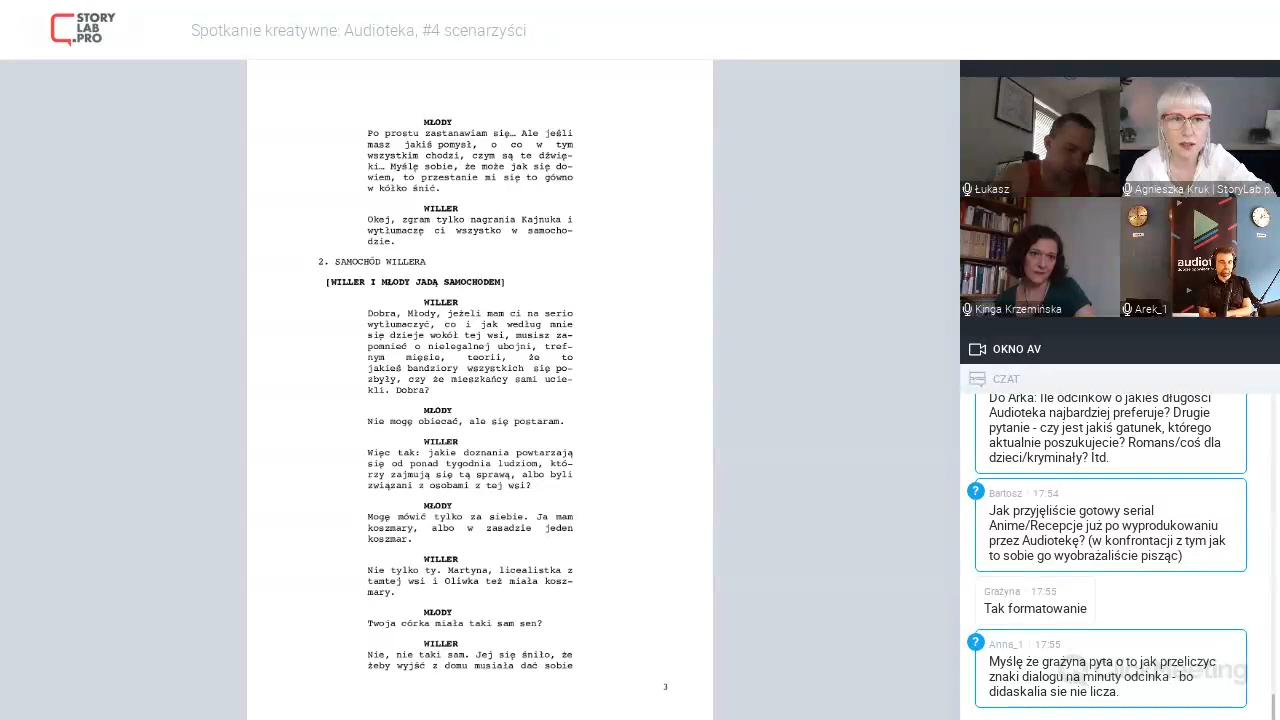 STORY
LAB
.PRO
Spotkanie kreatywne: Audioteka, #4 scenarzyści
MŁODY
Po prostu zastanawiam się… Ale jeśli
masz jakiś pomysł, o co w tym
wszystkim chodzi, czym są te dźwię-
ki… Myślę sobie, że może jak się do-
wiem, to przestanie mi się to gówno
w kółko śnić.
WILLER
Okej, zgram tylko nagrania Kajnuka i
wytłumaczę ci wszystko w samocho-
dzie.
2. SAMOCHÓD WILLERA
[WILLER I MŁODY JADĄ SAMOCHODEM]
WILLER
Dobra, Młody, jeżeli mam ci na serio
wytłumaczyć, co i jak według mnie
się dzieje wokół tej wsi, musisz za-
pomnieć o nielegalnej ubojni, tref-
nym mięsie, teorii, że to
jakieś bandziory wszystkich się po-
zbyły, czy że mieszkańcy sami ucie-
kli. Dobra?
MŁODY
Nie mogę obiecać, ale się postaram.
WILLER
Więc tak: jakie doznania powtarzają
się od ponad tygodnia ludziom, któ-
rzy zajmują się tą sprawą, albo byli
związani z osobami z tej wsi?
MŁODY
Mogę mówić tylko za siebie. Ja mam
koszmary, albo w zasadzie jeden
koszmar.
WILLER
Nie tylko ty. Martyna, licealistka z
tamtej wsi i Oliwka też miała kosz-
mary.
MŁODY
Twoja córka miała taki sam sen?
WILLER
Nie, nie taki sam. Jej się śniło, że
żeby wyjść z domu musiała dać sobie
3
Łukasz
Agnieszka Kruk | StoryLab.p...
Kinga Krzemińska
audiot
Arek_1
OKNO AV
CZAT
Do Arka: Ile odcinków o jakieś długości
Audioteka najbardziej preferuje? Drugie
pytanie - czy jest jakiś gatunek, którego
aktualnie poszukujecie? Romans/coś dla
dzieci/kryminały? Itd.
?
Bartosz 17:54
Jak przyjęliście gotowy serial
Anime/Recepcje już po wyprodukowaniu
przez Audiotekę? (w konfrontacji z tym jak
to sobie go wyobrażaliście pisząc)
Grażyna 17:55
Tak formatowanie
?
Anna_1 17:55
Myślę że grażyna pyta o to jak przeliczyc
znaki dialogu na minuty odcinka - bo
didaskalia sie nie licza.